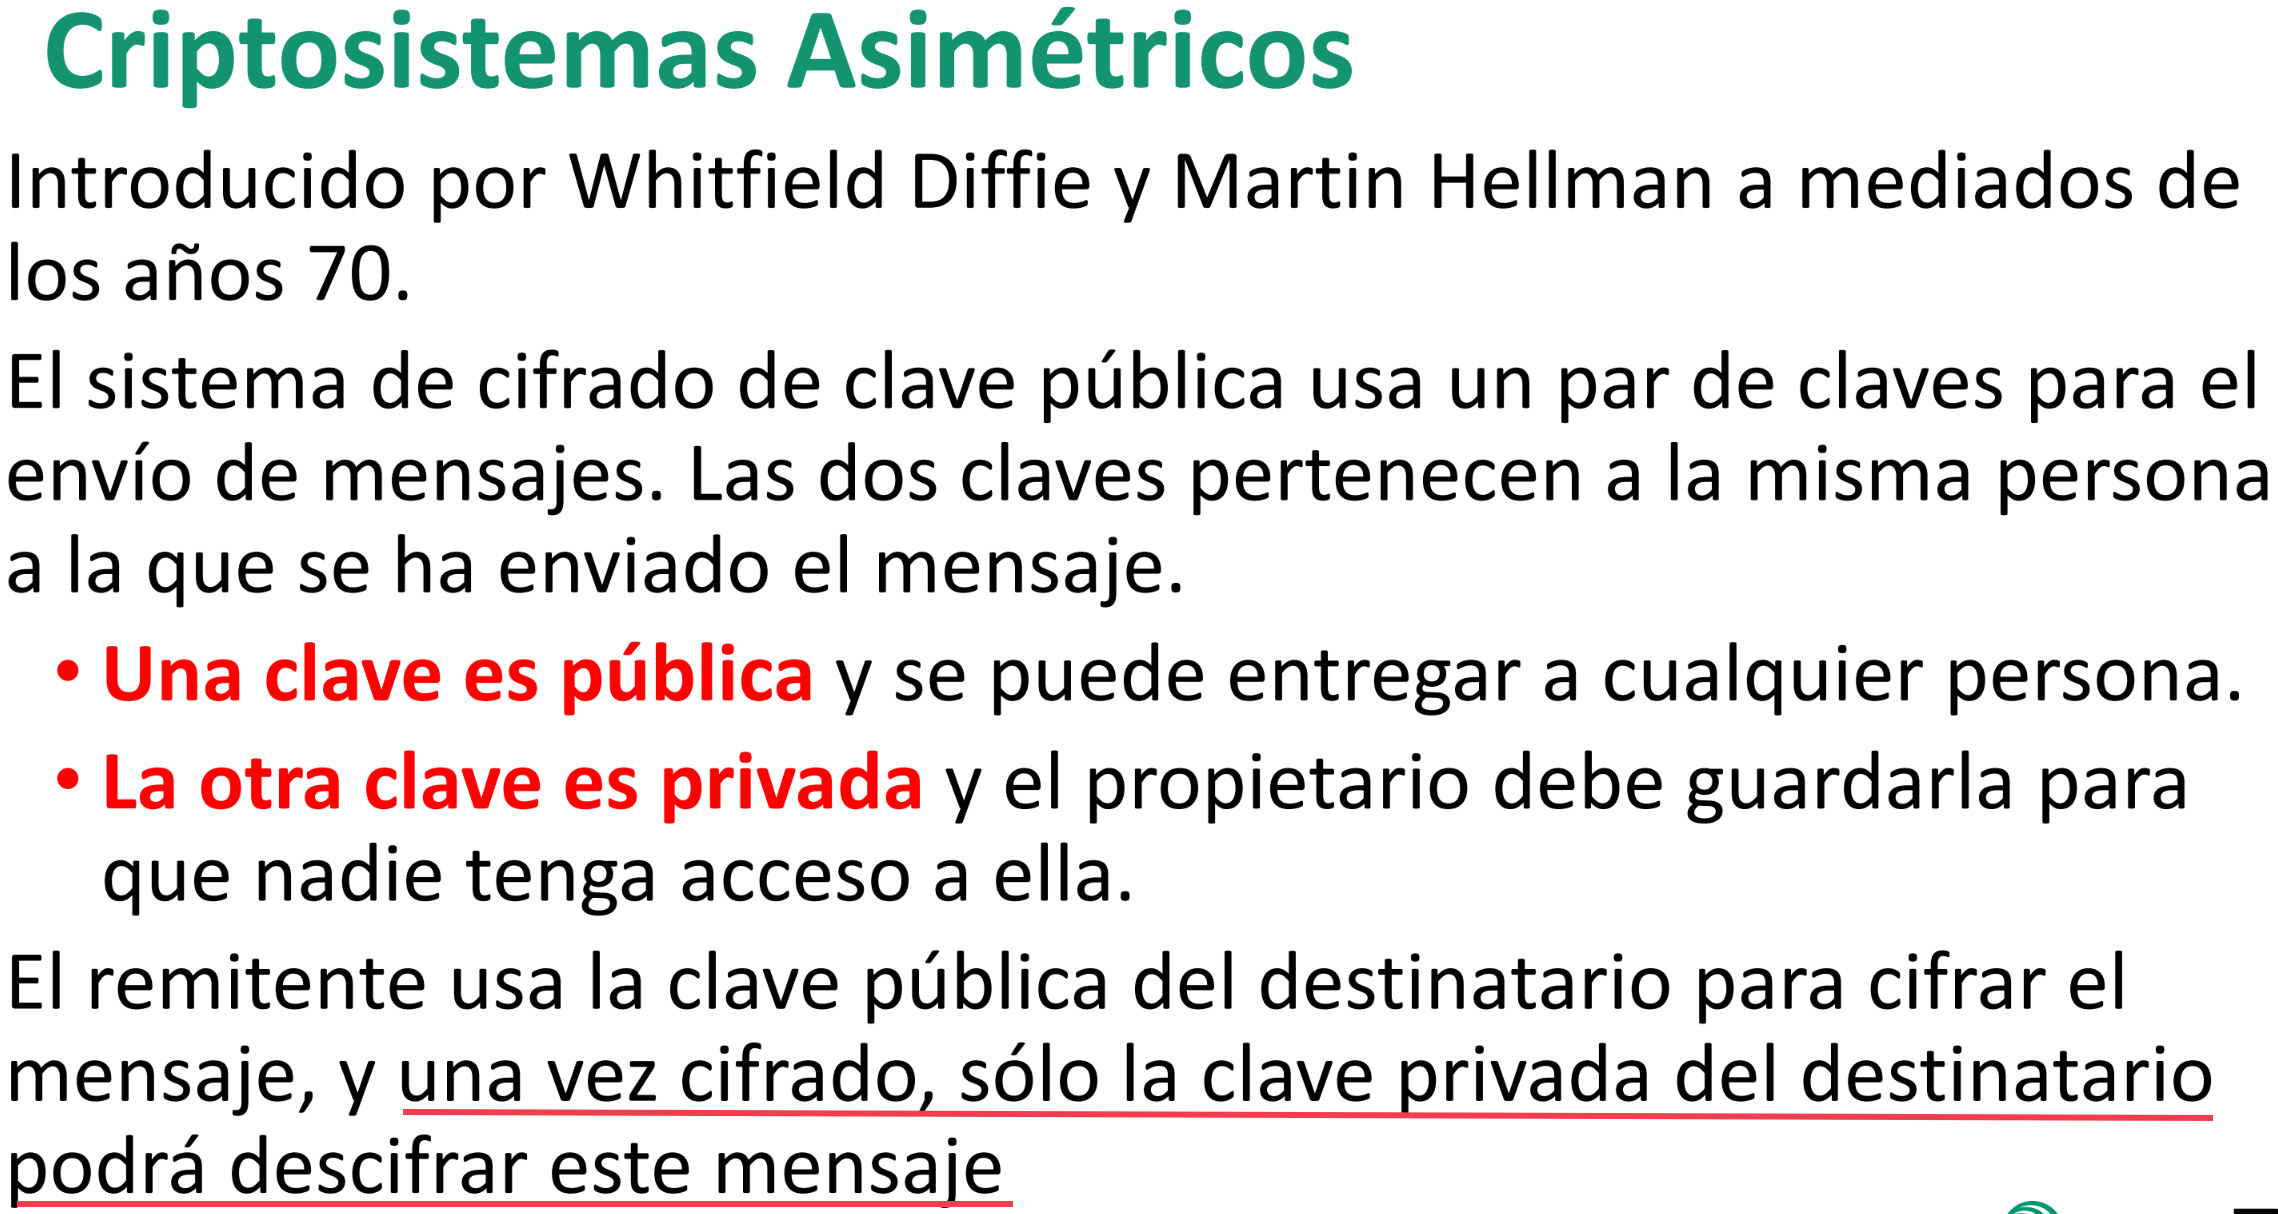 Criptosistemas Asimétricos
Introducido por Whitfield Diffie y Martin Hellman a mediados de
los años 70.
El sistema de cifrado de clave pública usa un par de claves para el
envío de mensajes. Las dos claves pertenecen a la misma persona
a la que se ha enviado el mensaje.
• Una clave es pública y se puede entregar a cualquier persona.
• La otra clave es privada y el propietario debe guardarla para
que nadie tenga acceso a ella.
El remitente usa la clave pública del destinatario para cifrar el
mensaje, y una vez cifrado, sólo la clave privada del destinatario
podrá descifrar este mensaje